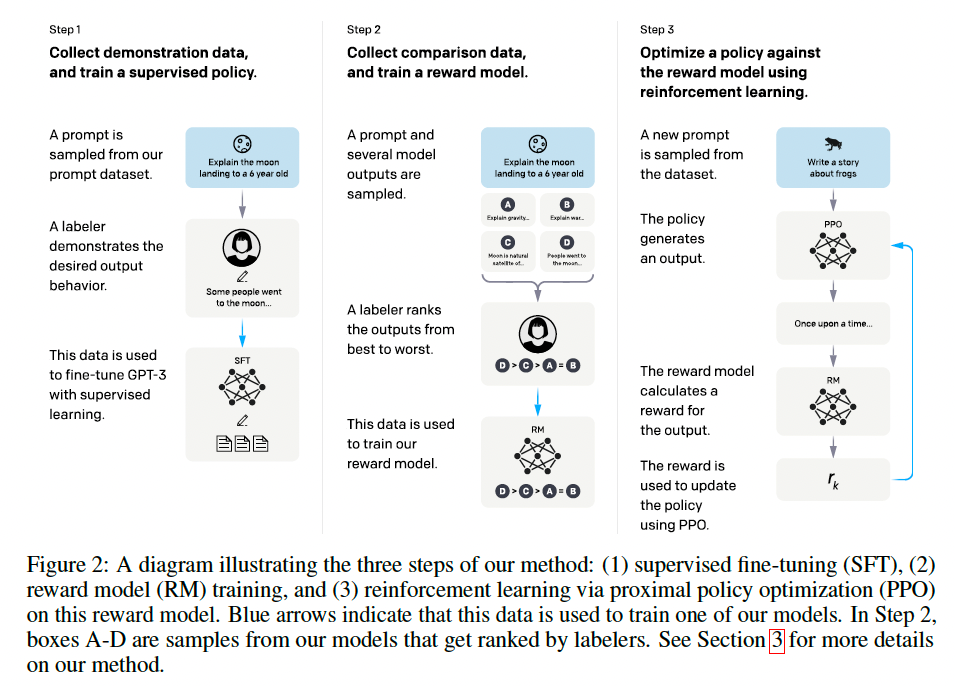 Step 1
Collect demonstration data,
and train a supervised policy.
A prompt is
sampled from our
prompt dataset.
Explain the moon
landing to a 6 year old
A labeler
demonstrates the
desired output
behavior.
Some people went
to the moon...
This data is used
to fine-tune GPT-3
with supervised
learning.
SFT
Step 2
Collect comparison data,
and train a reward model.
A prompt and
several model
outputs are
sampled.
Explain the moon
landing to a 6 year old
A
Explain gravity...
B
Explain war...
C
Moon is natural
satellite of...
D
People went to
the moon...
A labeler ranks
the outputs from
best to worst.
D > C > A = B
This data is used
to train our
reward model.
RM
D > C > A = B
Step 3
Optimize a policy against
the reward model using
reinforcement learning.
A new prompt
is sampled from
the dataset.
Write a story
about frogs
The policy
generates
an output.
PPO
Once upon a time...
The reward model
calculates a
reward for
the output.
RM
The reward is
used to update
the policy
using PPO.
rk
Figure 2: A diagram illustrating the three steps of our method: (1) supervised fine-tuning (SFT), (2)
reward model (RM) training, and (3) reinforcement learning via proximal policy optimization (PPO)
on this reward model. Blue arrows indicate that this data is used to train one of our models. In Step 2,
boxes A-D are samples from our models that get ranked by labelers. See Section 3 for more details
on our method.